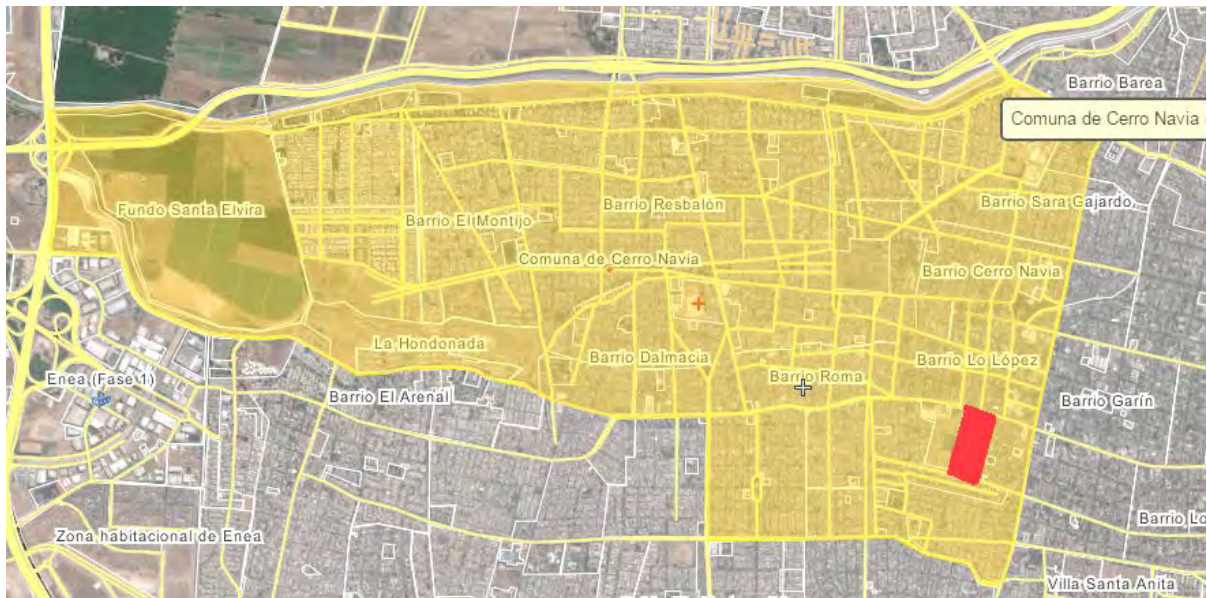 Barrio Barea
Comuna de Cerro Navia
Fundo Santa Elvira
Barrio El Montijo
Barrio Resbalón
Barrio Sara Gajardo
Comuna de Cerro Navia
Barrio Cerro Navia
La Hondonada
Barrio Dalmacia
Barrio Lo López
Barrio Roma
Enea (Fase 1)
Barrio El Arenal
Barrio Garín
Barrio Lo
Zona habitacional de Enea
Villa Santa Anita